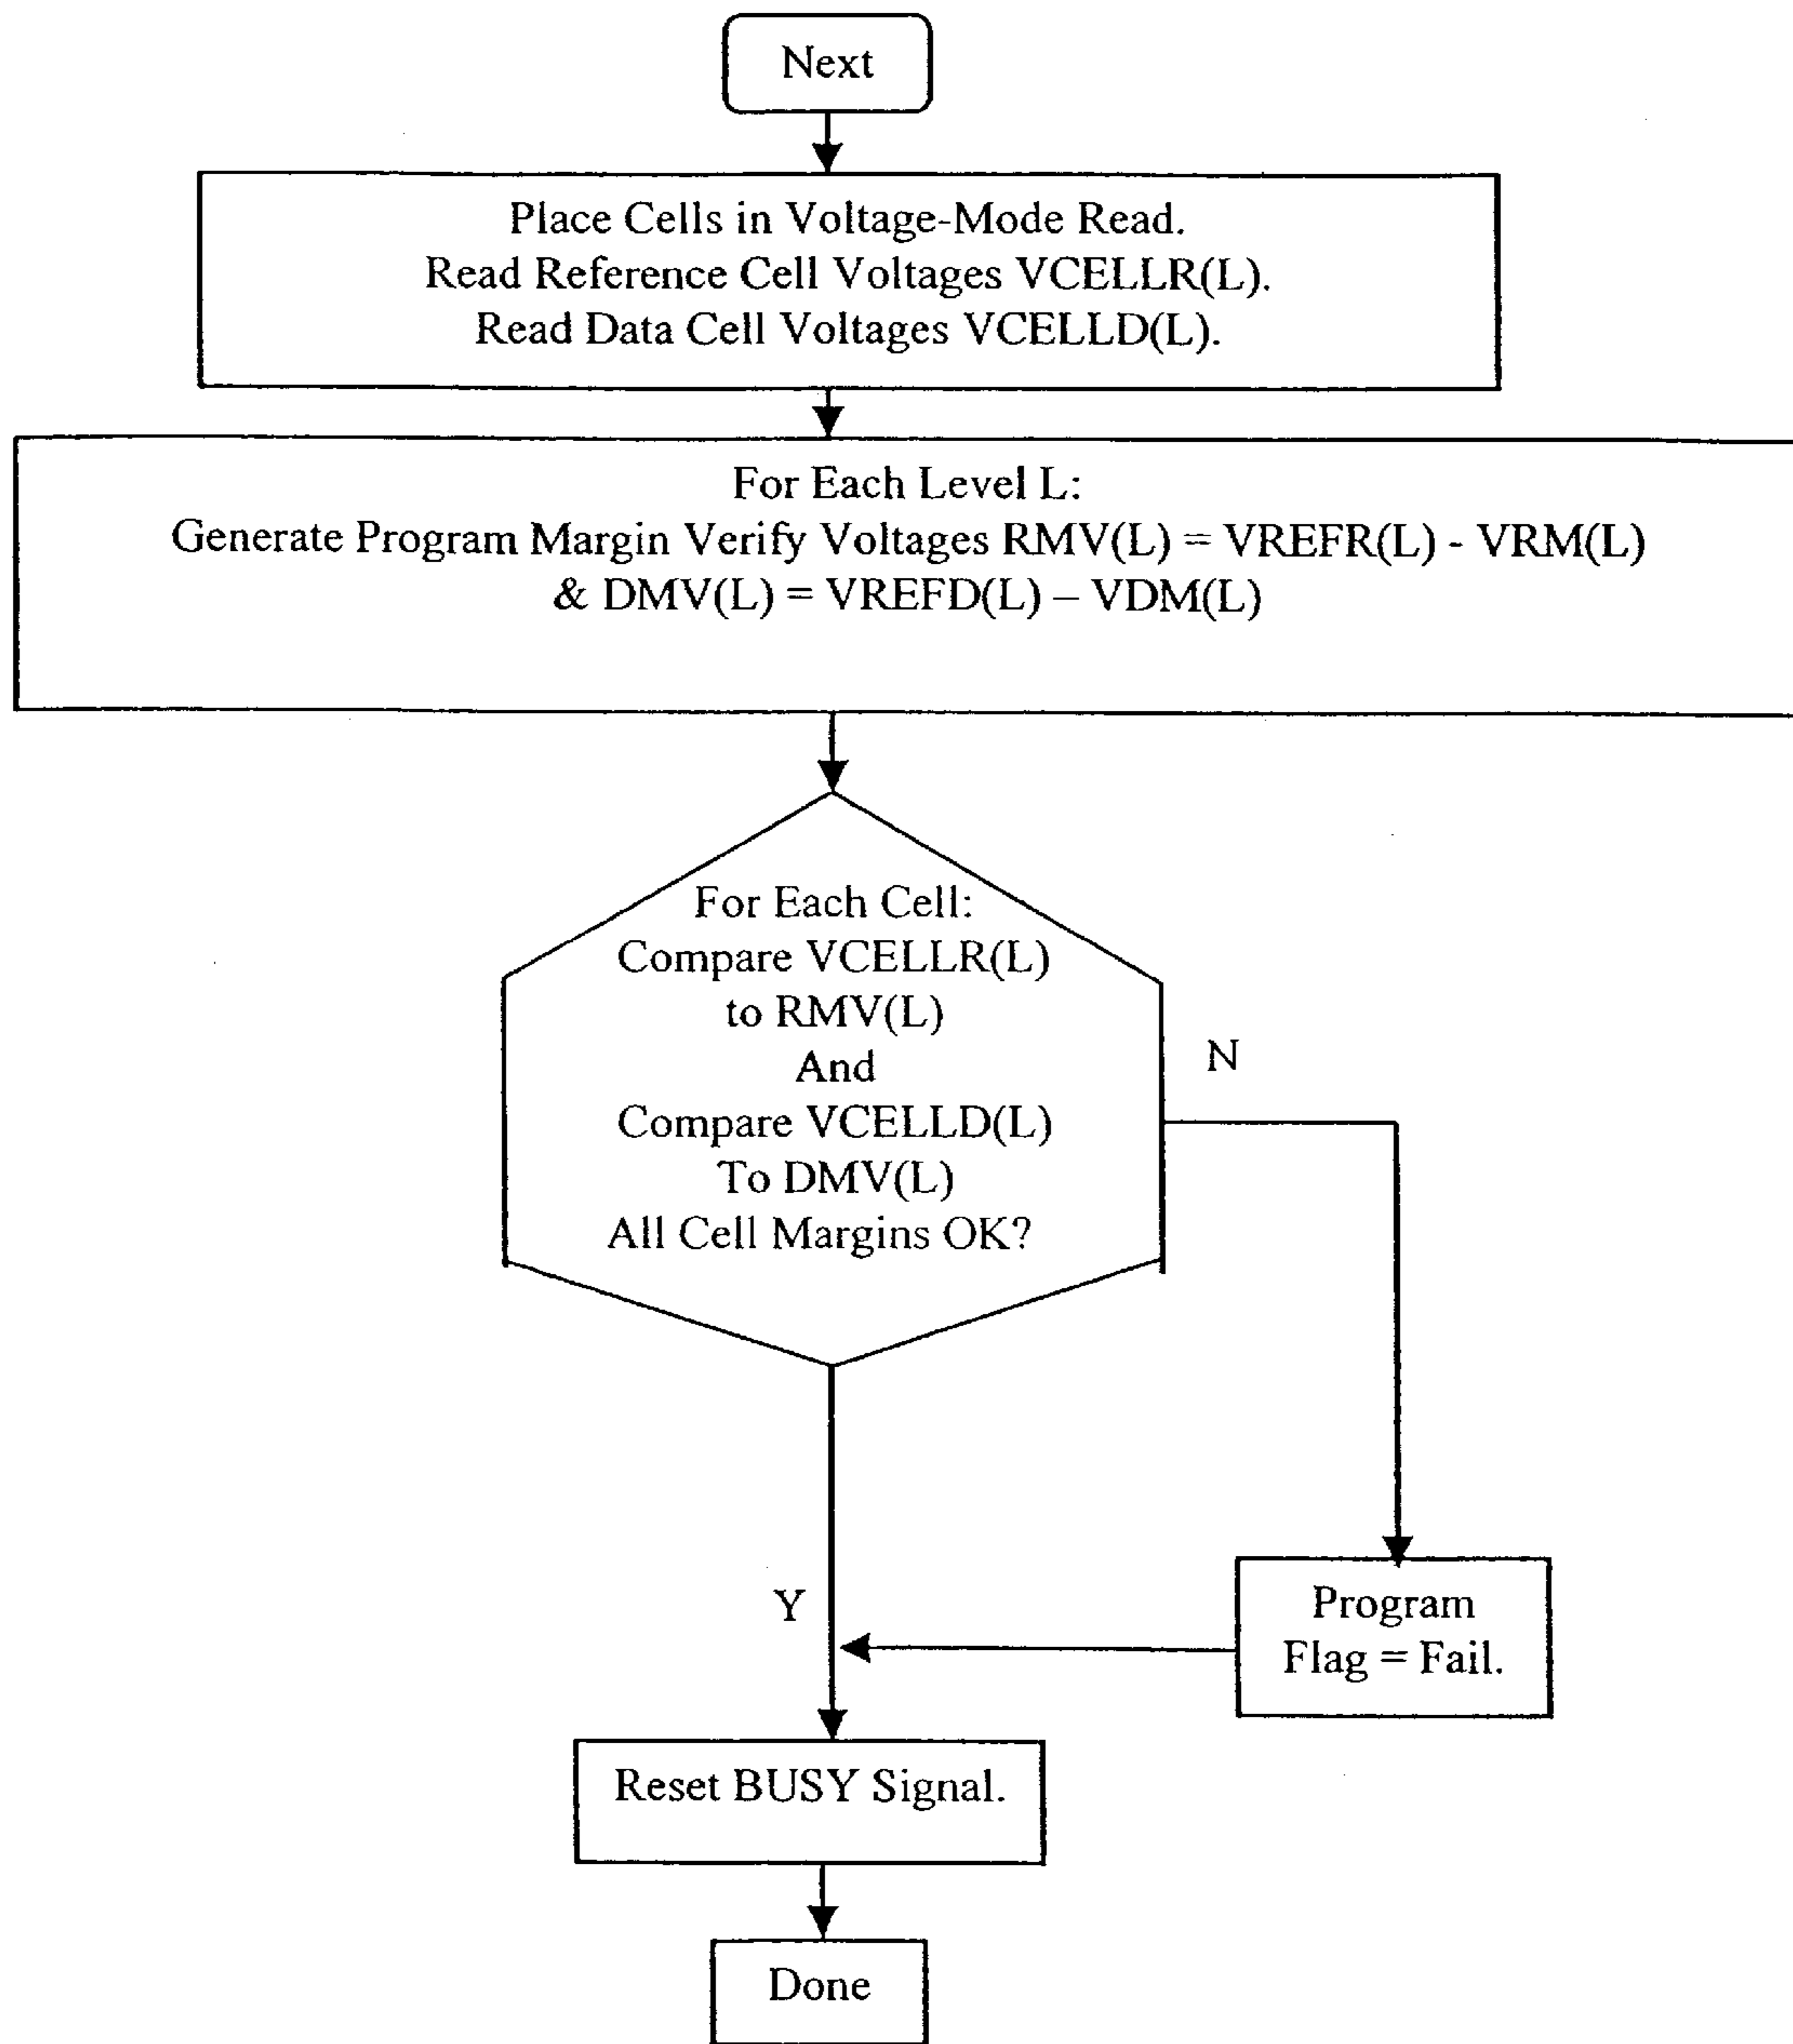 Next
Place Cells in Voltage-Mode Read.
Read Reference Cell Voltages VCELLR(L).
Read Data Cell Voltages VCELLD(L).
For Each Level L:
Generate Program Margin Verify Voltages RMV(L) = VREFR(L) - VRM(L)
& DMV(L) = VREFD(L) – VDM(L)
For Each Cell:
Compare VCELLR(L)
to RMV(L)
And
Compare VCELLD(L)
To DMV(L)
All Cell Margins OK?
N
Y
Program
Flag = Fail.
Reset BUSY Signal.
Done